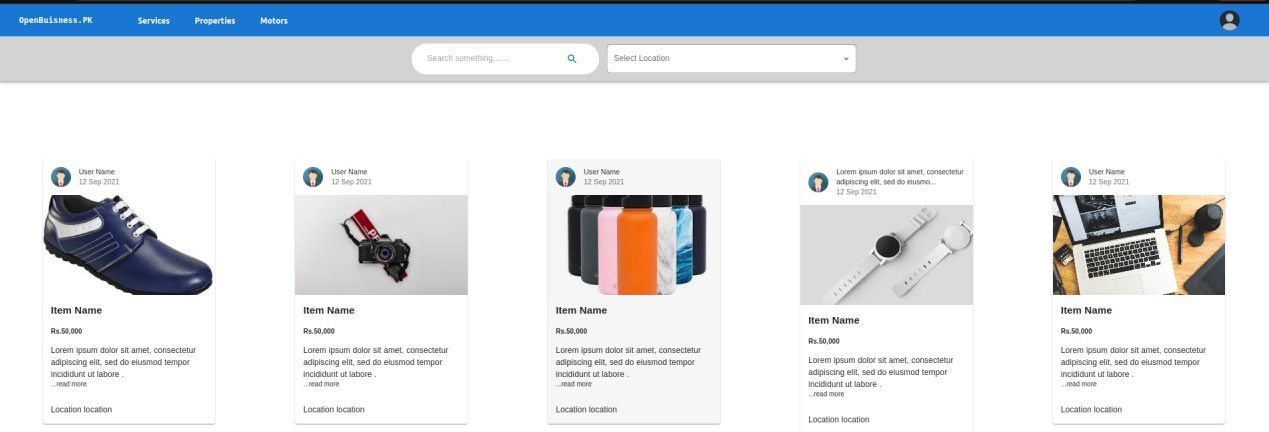 OpenBuisness.PK
Services
Properties
Motors
Search something.......
Select Location
User Name
12 Sep 2021
Item Name
Rs.50,000
Lorem ipsum dolor sit amet, consectetur
adipiscing elit, sed do eiusmod tempor
incididunt ut labore .
...read more
Location location
User Name
12 Sep 2021
Item Name
Rs.50,000
Lorem ipsum dolor sit amet, consectetur
adipiscing elit, sed do eiusmod tempor
incididunt ut labore .
...read more
Location location
User Name
12 Sep 2021
Item Name
Rs.50,000
Lorem ipsum dolor sit amet, consectetur
adipiscing elit, sed do eiusmod tempor
incididunt ut labore .
...read more
Location location
Lorem ipsum dolor sit amet, consectetur
adipiscing elit, sed do eiusmo...
12 Sep 2021
Item Name
Rs.50,000
Lorem ipsum dolor sit amet, consectetur
adipiscing elit, sed do eiusmod tempor
incididunt ut labore .
...read more
Location location
User Name
12 Sep 2021
Item Name
Rs.50,000
Lorem ipsum dolor sit amet, consectetur
adipiscing elit, sed do eiusmod tempor
incididunt ut labore .
...read more
Location location